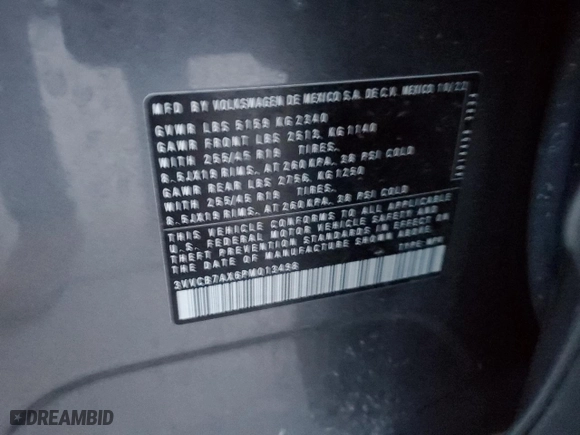 MFD BY VOLKSWAGEN DE MEXICO S.A. DE C.V. MEXICO 10/22
GVWR LBS 5159 KG 2340
GAWR FRONT LBS 2513, KG 1140
WITH 255/45 R19 TIRES,
8.5JX19 RIMS, AT 260 KPA, 38 PSI COLD
GAWR REAR LBS 2756, KG 1250
WITH 255/45 R19 TIRES,
8.5JX19 RIMS, AT 260 KPA, 38 PSI COLD
THIS VEHICLE CONFORMS TO ALL APPLICABLE
U.S. FEDERAL MOTOR VEHICLE SAFETY AND
THEFT PREVENTION STANDARDS IN EFFECT ON
THE DATE OF MANUFACTURE SHOWN ABOVE.
3VVCB7AX6PM013498 TYPE: MPV
DREAMBID